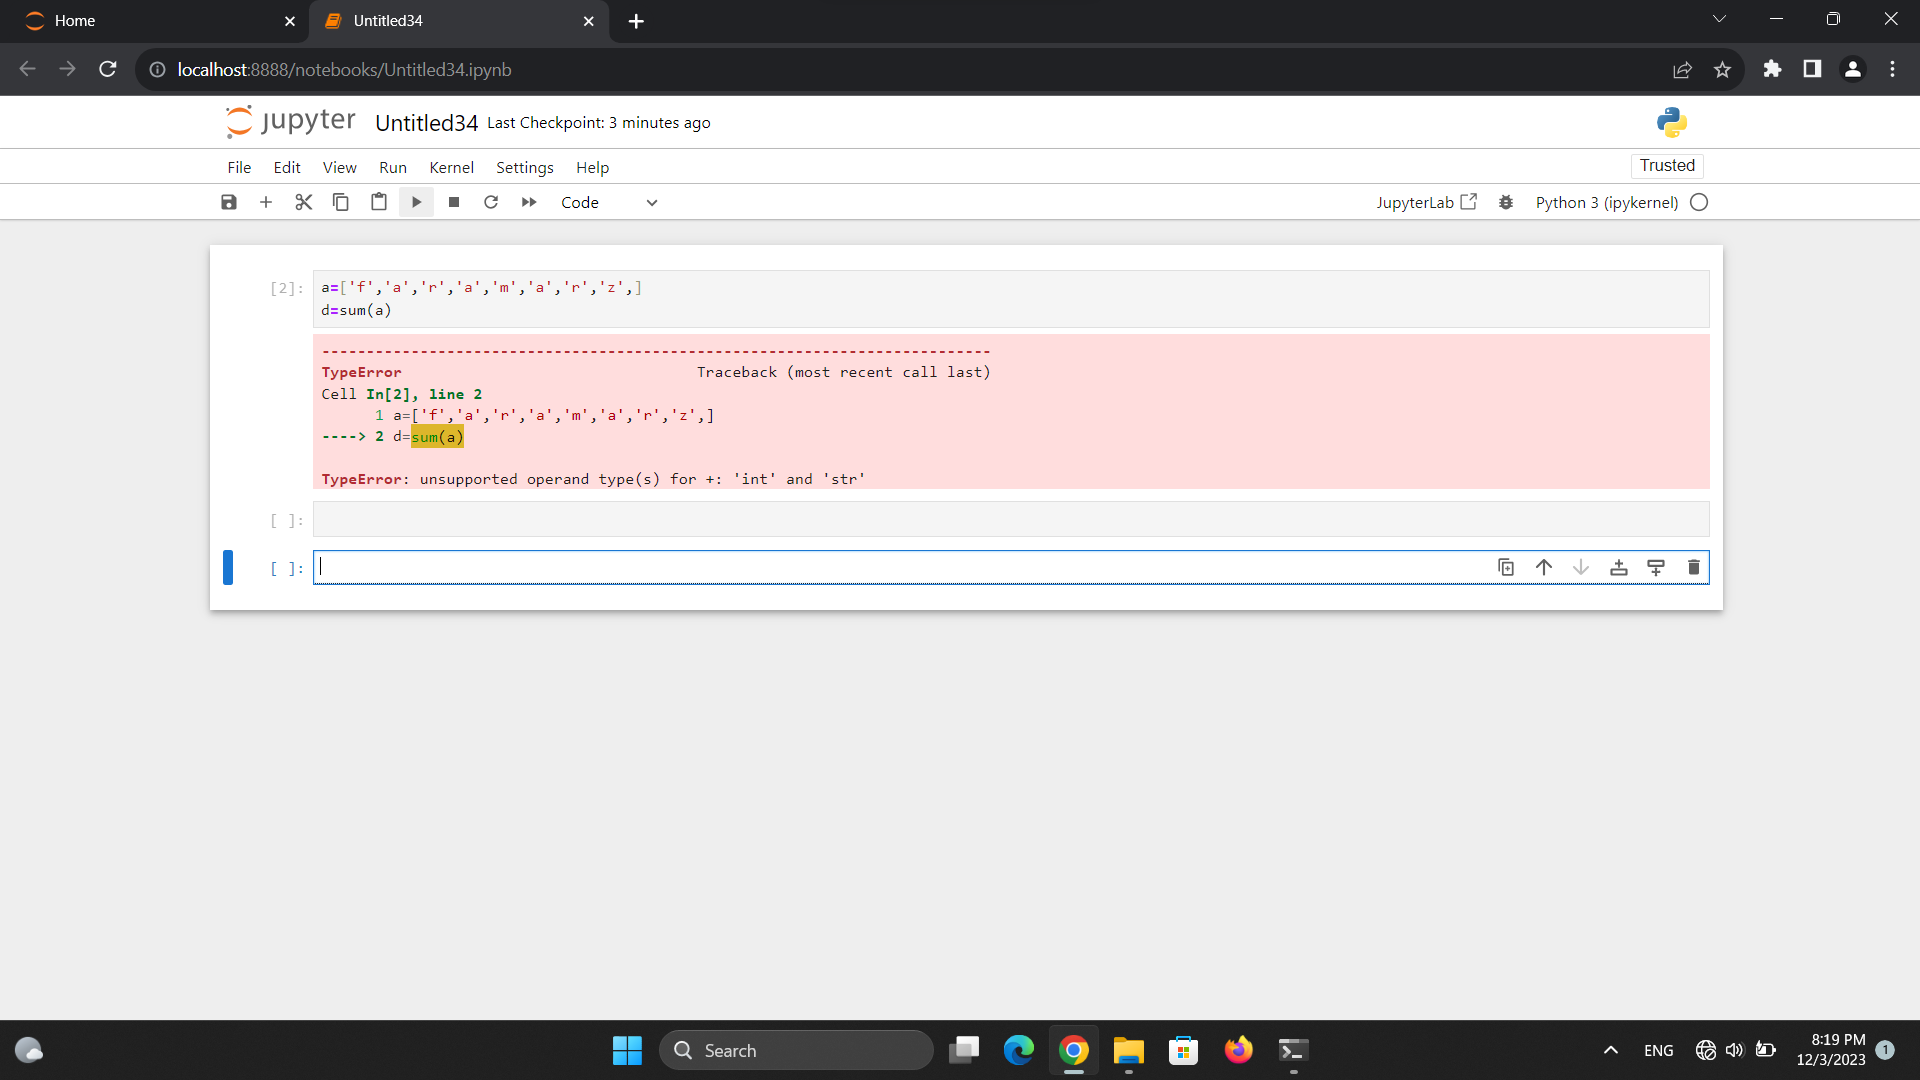 Home
Untitled34
localhost:8888/notebooks/Untitled34.ipynb
jupyter Untitled34 Last Checkpoint: 3 minutes ago
File Edit View Run Kernel Settings Help
Trusted
Code
JupyterLab
Python 3 (ipykernel)
[2]:
a=['f','a','r','a','m','a','r','z',]
d=sum(a)
---------------------------------------------------------------------------
TypeError Traceback (most recent call last)
Cell In[2], line 2
1 a=['f','a','r','a','m','a','r','z',]
----> 2 d=sum(a)
TypeError: unsupported operand type(s) for +: 'int' and 'str'
[ ]:
[ ]:
Search
ENG
8:19 PM
12/3/2023
1